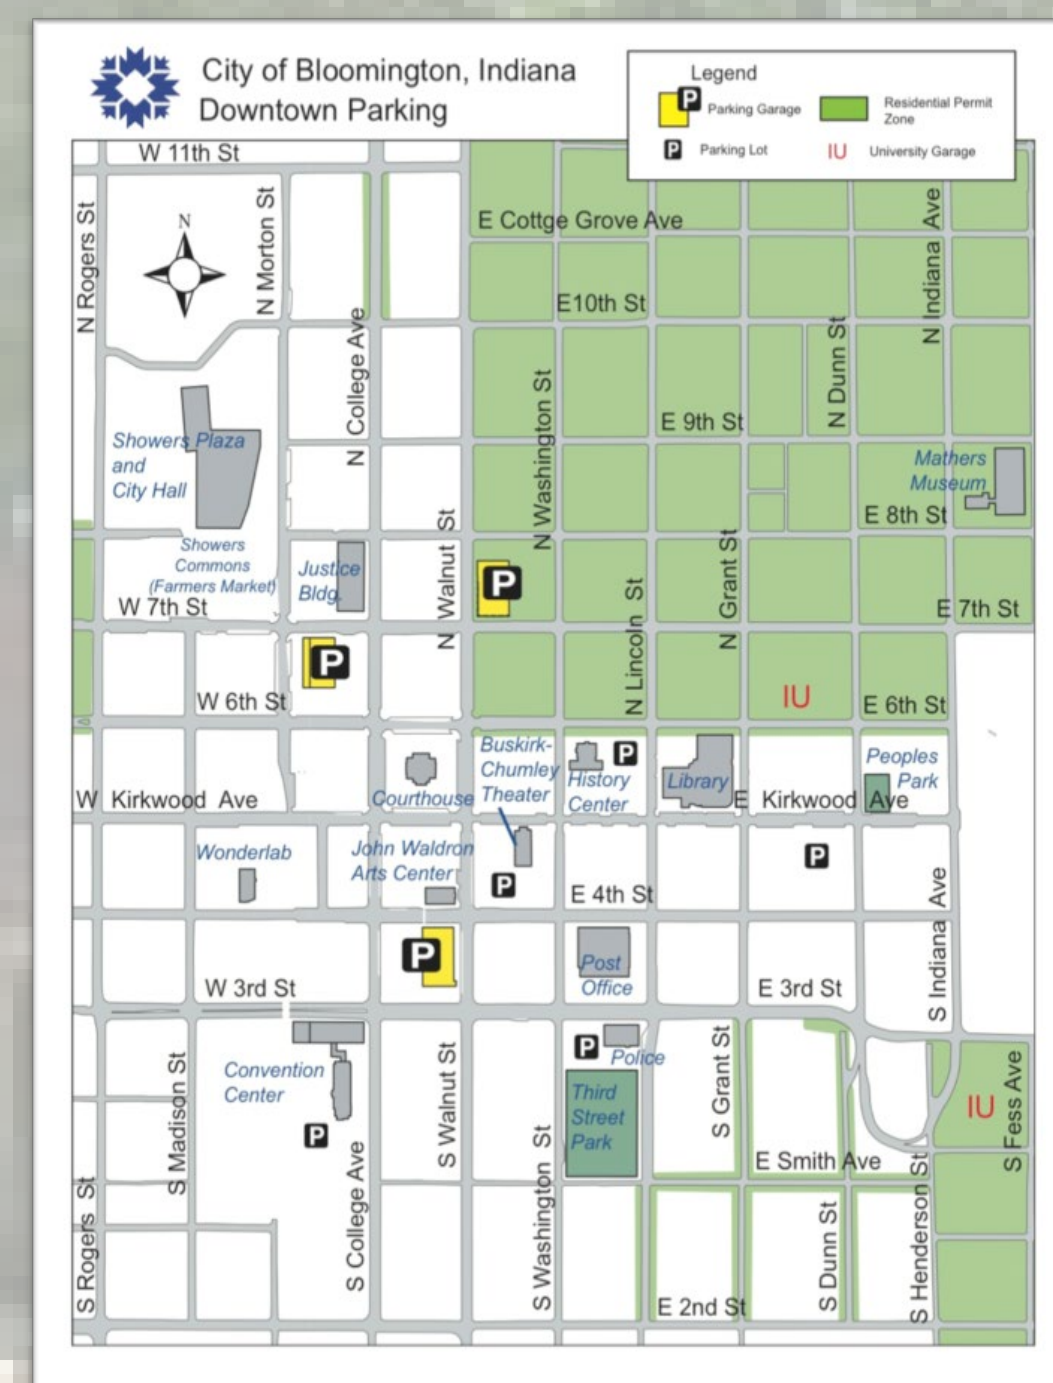 City of Bloomington, Indiana
Downtown Parking
Legend
P Parking Garage
Residential Permit
Zone
P Parking Lot
IU University Garage
W 11th St
N Rogers St
N
N Morton St
E Cottge Grove Ave
N Indiana Ave
E10th St
N College Ave
N Dunn St
N Washington St
E 9th St
Showers Plaza
and
City Hall
Mathers
Museum
E 8th St
N Walnut St
Showers
Commons
(Farmers Market)
Justice
Bldg.
P
N Grant St
N Lincoln St
W 7th St
E 7th St
P
W 6th St
IU
E 6th St
Buskirk-
Chumley
Theater
History
Center
P
Library
Peoples
Park
Courthouse
W Kirkwood Ave
E Kirkwood Ave
Wonderlab
John Waldron
Arts Center
P
P
E 4th St
S Indiana Ave
P
Post
Office
W 3rd St
E 3rd St
Convention
Center
P
P
Police
Third
Street
Park
S Madison St
S Walnut St
S Grant St
IU
S Fess Ave
E Smith Ave
S Rogers St
S College Ave
S Washington St
S Dunn St
S Henderson St
E 2nd St